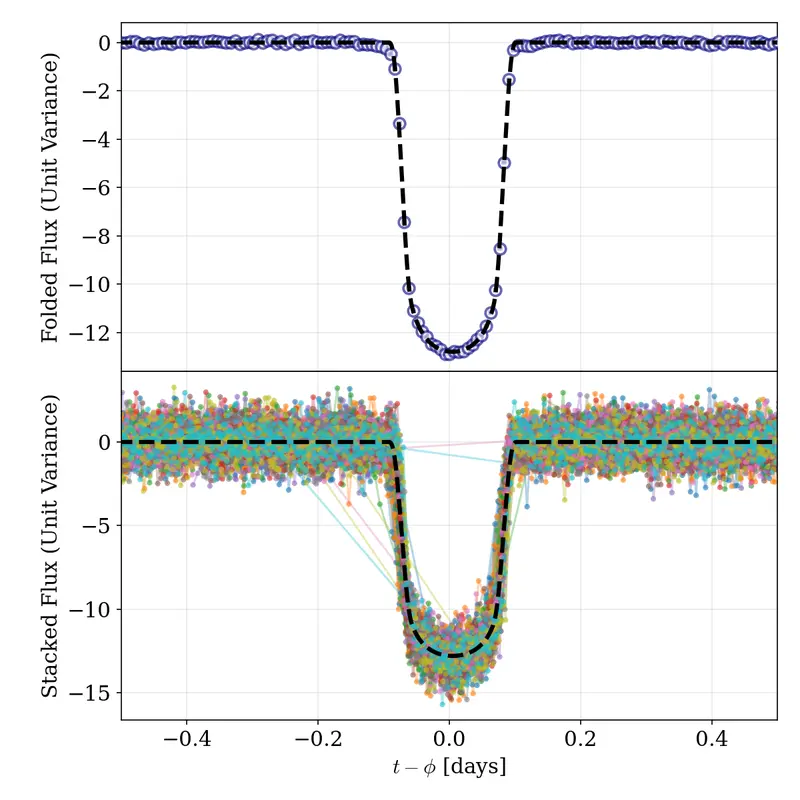 Folded Flux (Unit Variance)
0
−2
−4
−6
−8
−10
−12
Stacked Flux (Unit Variance)
0
−5
−10
−15
−0.4 −0.2 0.0 0.2 0.4
t − ϕ [days]